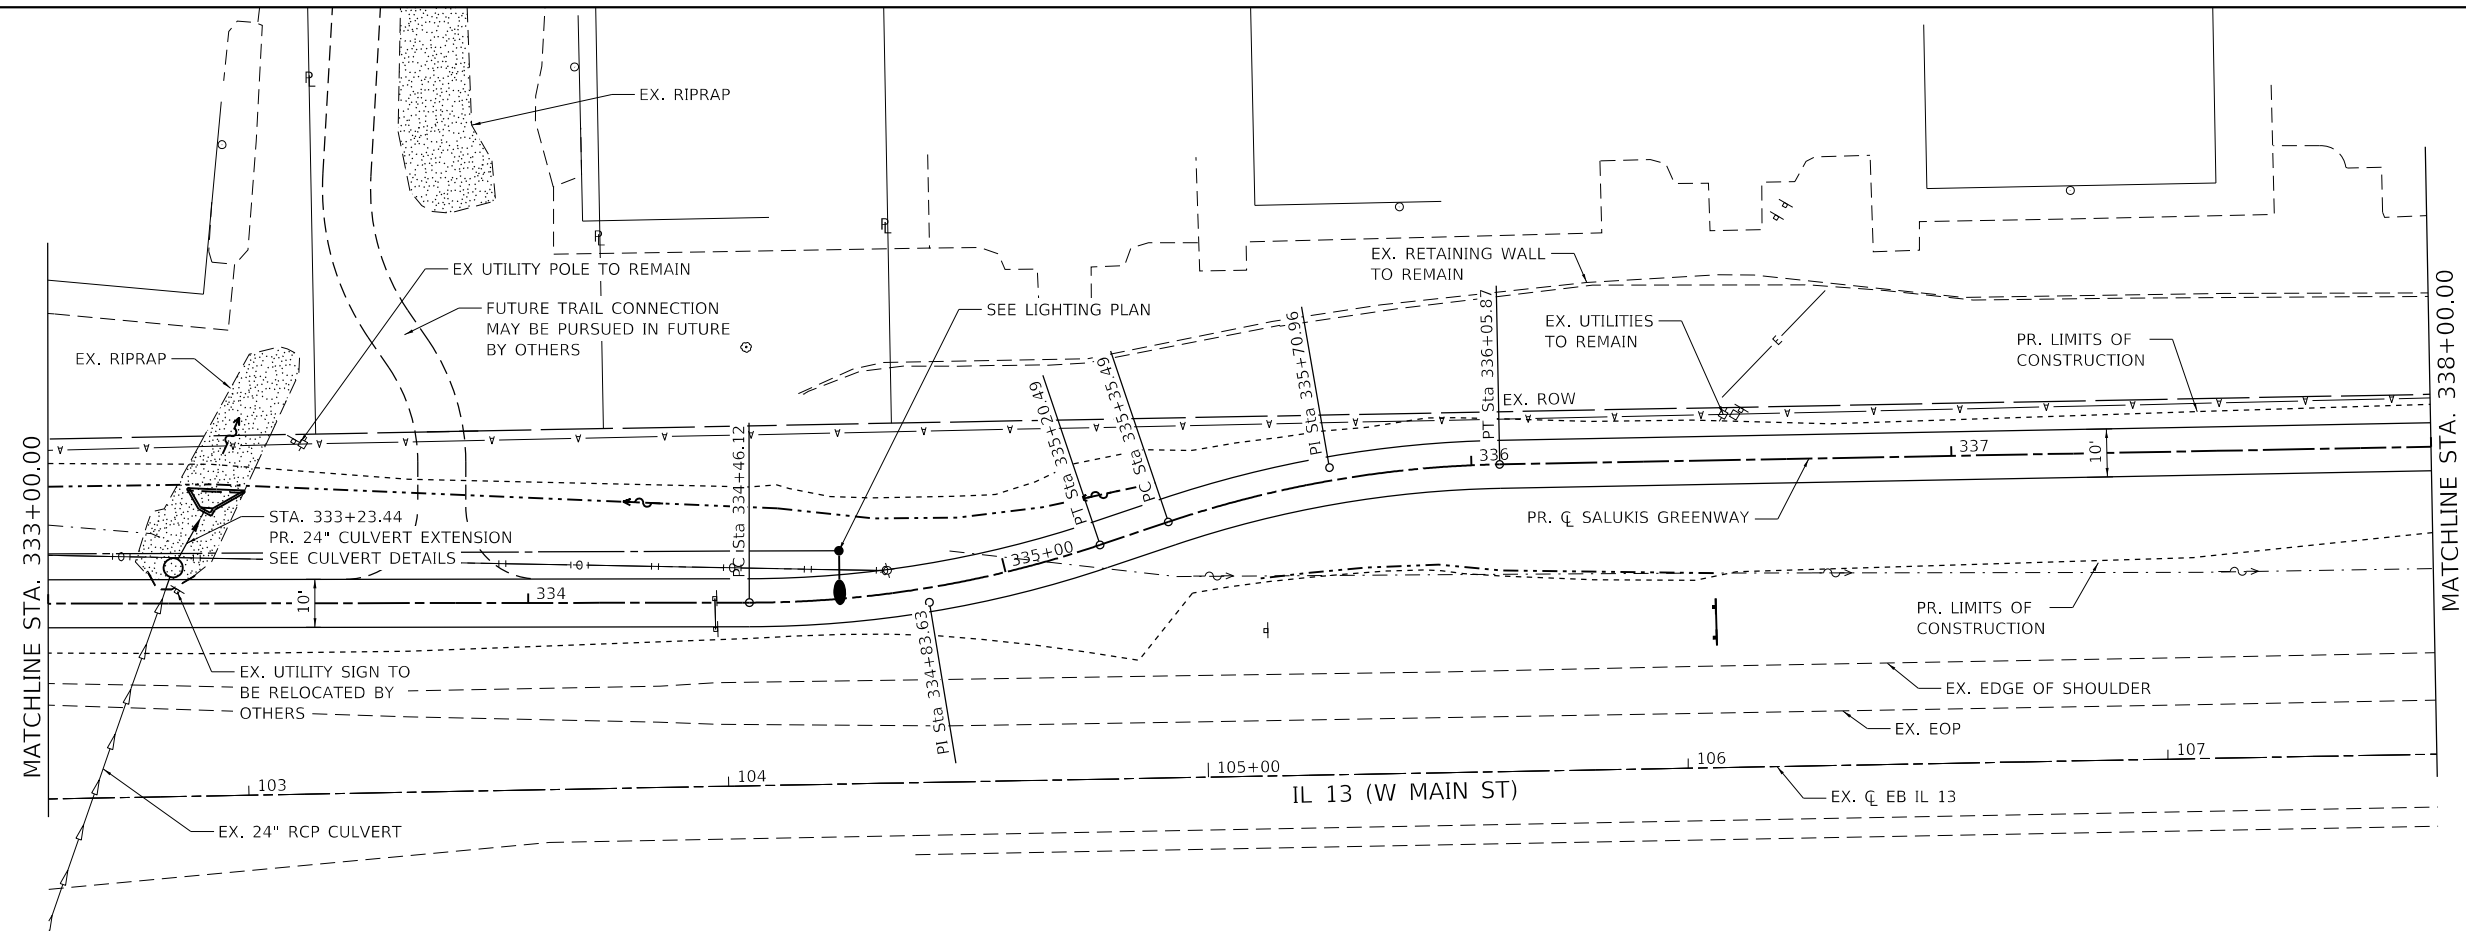 EX. RIPRAP
EX UTILITY POLE TO REMAIN
FUTURE TRAIL CONNECTION
MAY BE PURSUED IN FUTURE
BY OTHERS
SEE LIGHTING PLAN
EX. RETAINING WALL
TO REMAIN
EX. UTILITIES
TO REMAIN
E
PR. LIMITS OF
CONSTRUCTION
EX. RIPRAP
EX. ROW
MATCHLINE STA. 333+00.00
MATCHLINE STA. 338+00.00
PC Sta 334+46.12
PI Sta 334+83.63
PT Sta 335+20.49
PC Sta 335+35.49
PI Sta 335+70.96
PT Sta 336+05.87
STA. 333+23.44
PR. 24" CULVERT EXTENSION
SEE CULVERT DETAILS
334
335+00
336
337
10'
10'
PR. ℄ SALUKIS GREENWAY
PR. LIMITS OF
CONSTRUCTION
EX. UTILITY SIGN TO
BE RELOCATED BY
OTHERS
EX. EDGE OF SHOULDER
EX. EOP
103
104
105+00
106
107
IL 13 (W MAIN ST)
EX. ℄ EB IL 13
EX. 24" RCP CULVERT